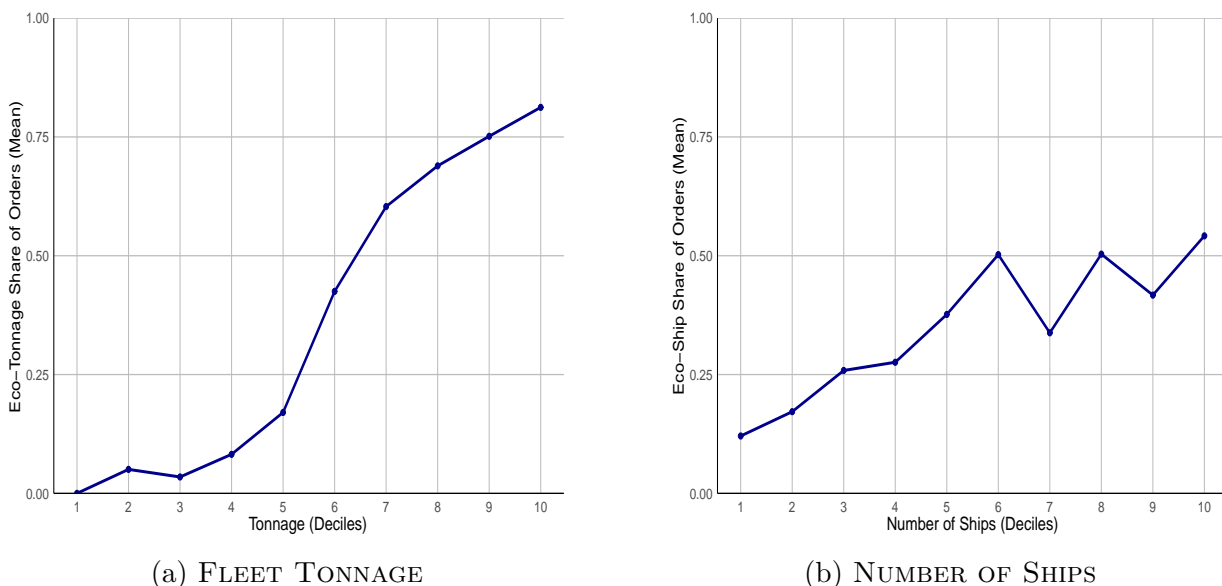 Eco−Tonnage Share of Orders (Mean)
1.00
0.75
0.50
0.25
0.00
1 2 3 4 5 6 7 8 9 10
Tonnage (Deciles)
(a) FLEET TONNAGE
Eco−Ship Share of Orders (Mean)
1.00
0.75
0.50
0.25
0.00
1 2 3 4 5 6 7 8 9 10
Number of Ships (Deciles)
(b) NUMBER OF SHIPS